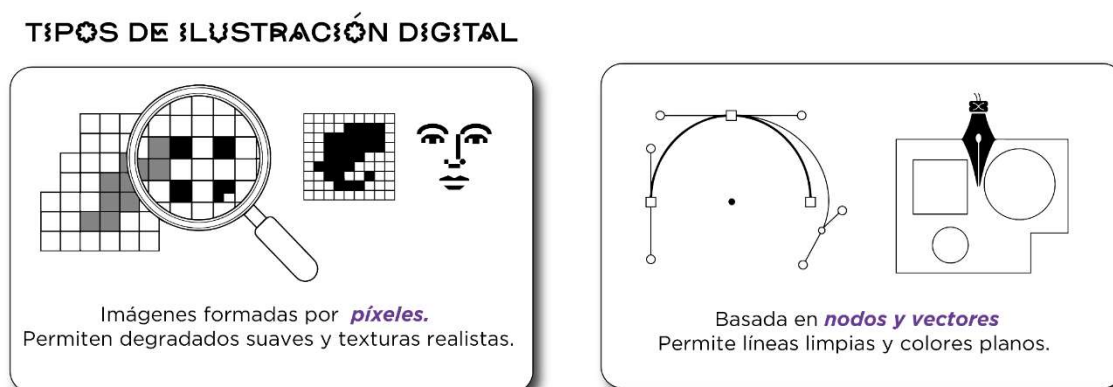 TIPOS DE ILUSTRACIÓN DIGITAL
Imágenes formadas por píxeles.
Permiten degradados suaves y texturas realistas.
Basada en nodos y vectores
Permite líneas limpias y colores planos.